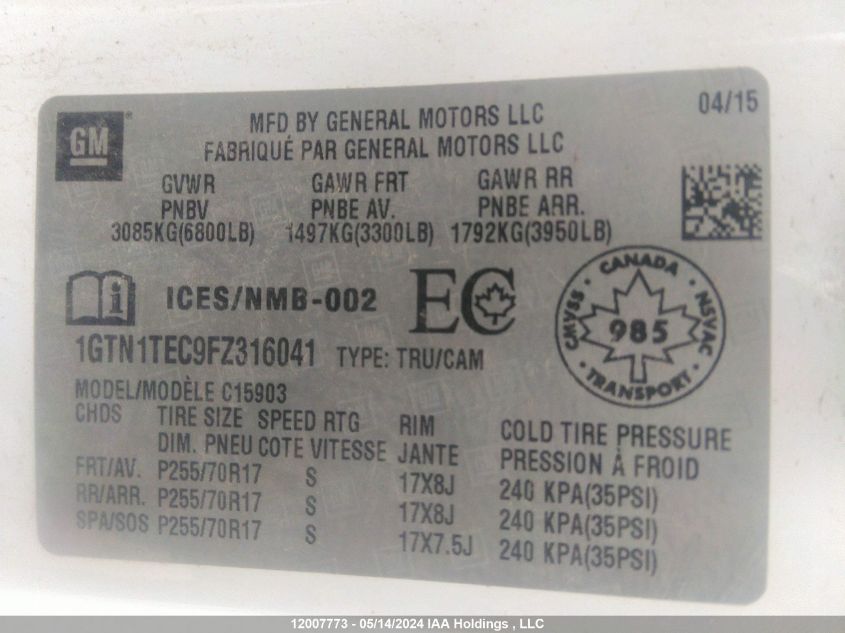 GM
MFD BY GENERAL MOTORS LLC
04/15
FABRIQUÉ PAR GENERAL MOTORS LLC
GVWR GAWR FRT GAWR RR
PNBV PNBE AV. PNBE ARR.
3085KG(6800LB) 1497KG(3300LB) 1792KG(3950LB)
i ICES/NMB-002 EC
CANADA
CMVSS 985 NSVAC
TRANSPORT
1GTN1TEC9FZ316041 TYPE: TRU/CAM
MODEL/MODÈLE C15903
CHDS TIRE SIZE SPEED RTG RIM COLD TIRE PRESSURE
DIM. PNEU COTE VITESSE JANTE PRESSION À FROID
FRT/AV. P255/70R17 S 17X8J 240 KPA(35PSI)
RR/ARR. P255/70R17 S 17X8J 240 KPA(35PSI)
SPA/SOS P255/70R17 S 17X7.5J 240 KPA(35PSI)
12007773 - 05/14/2024 IAA Holdings , LLC